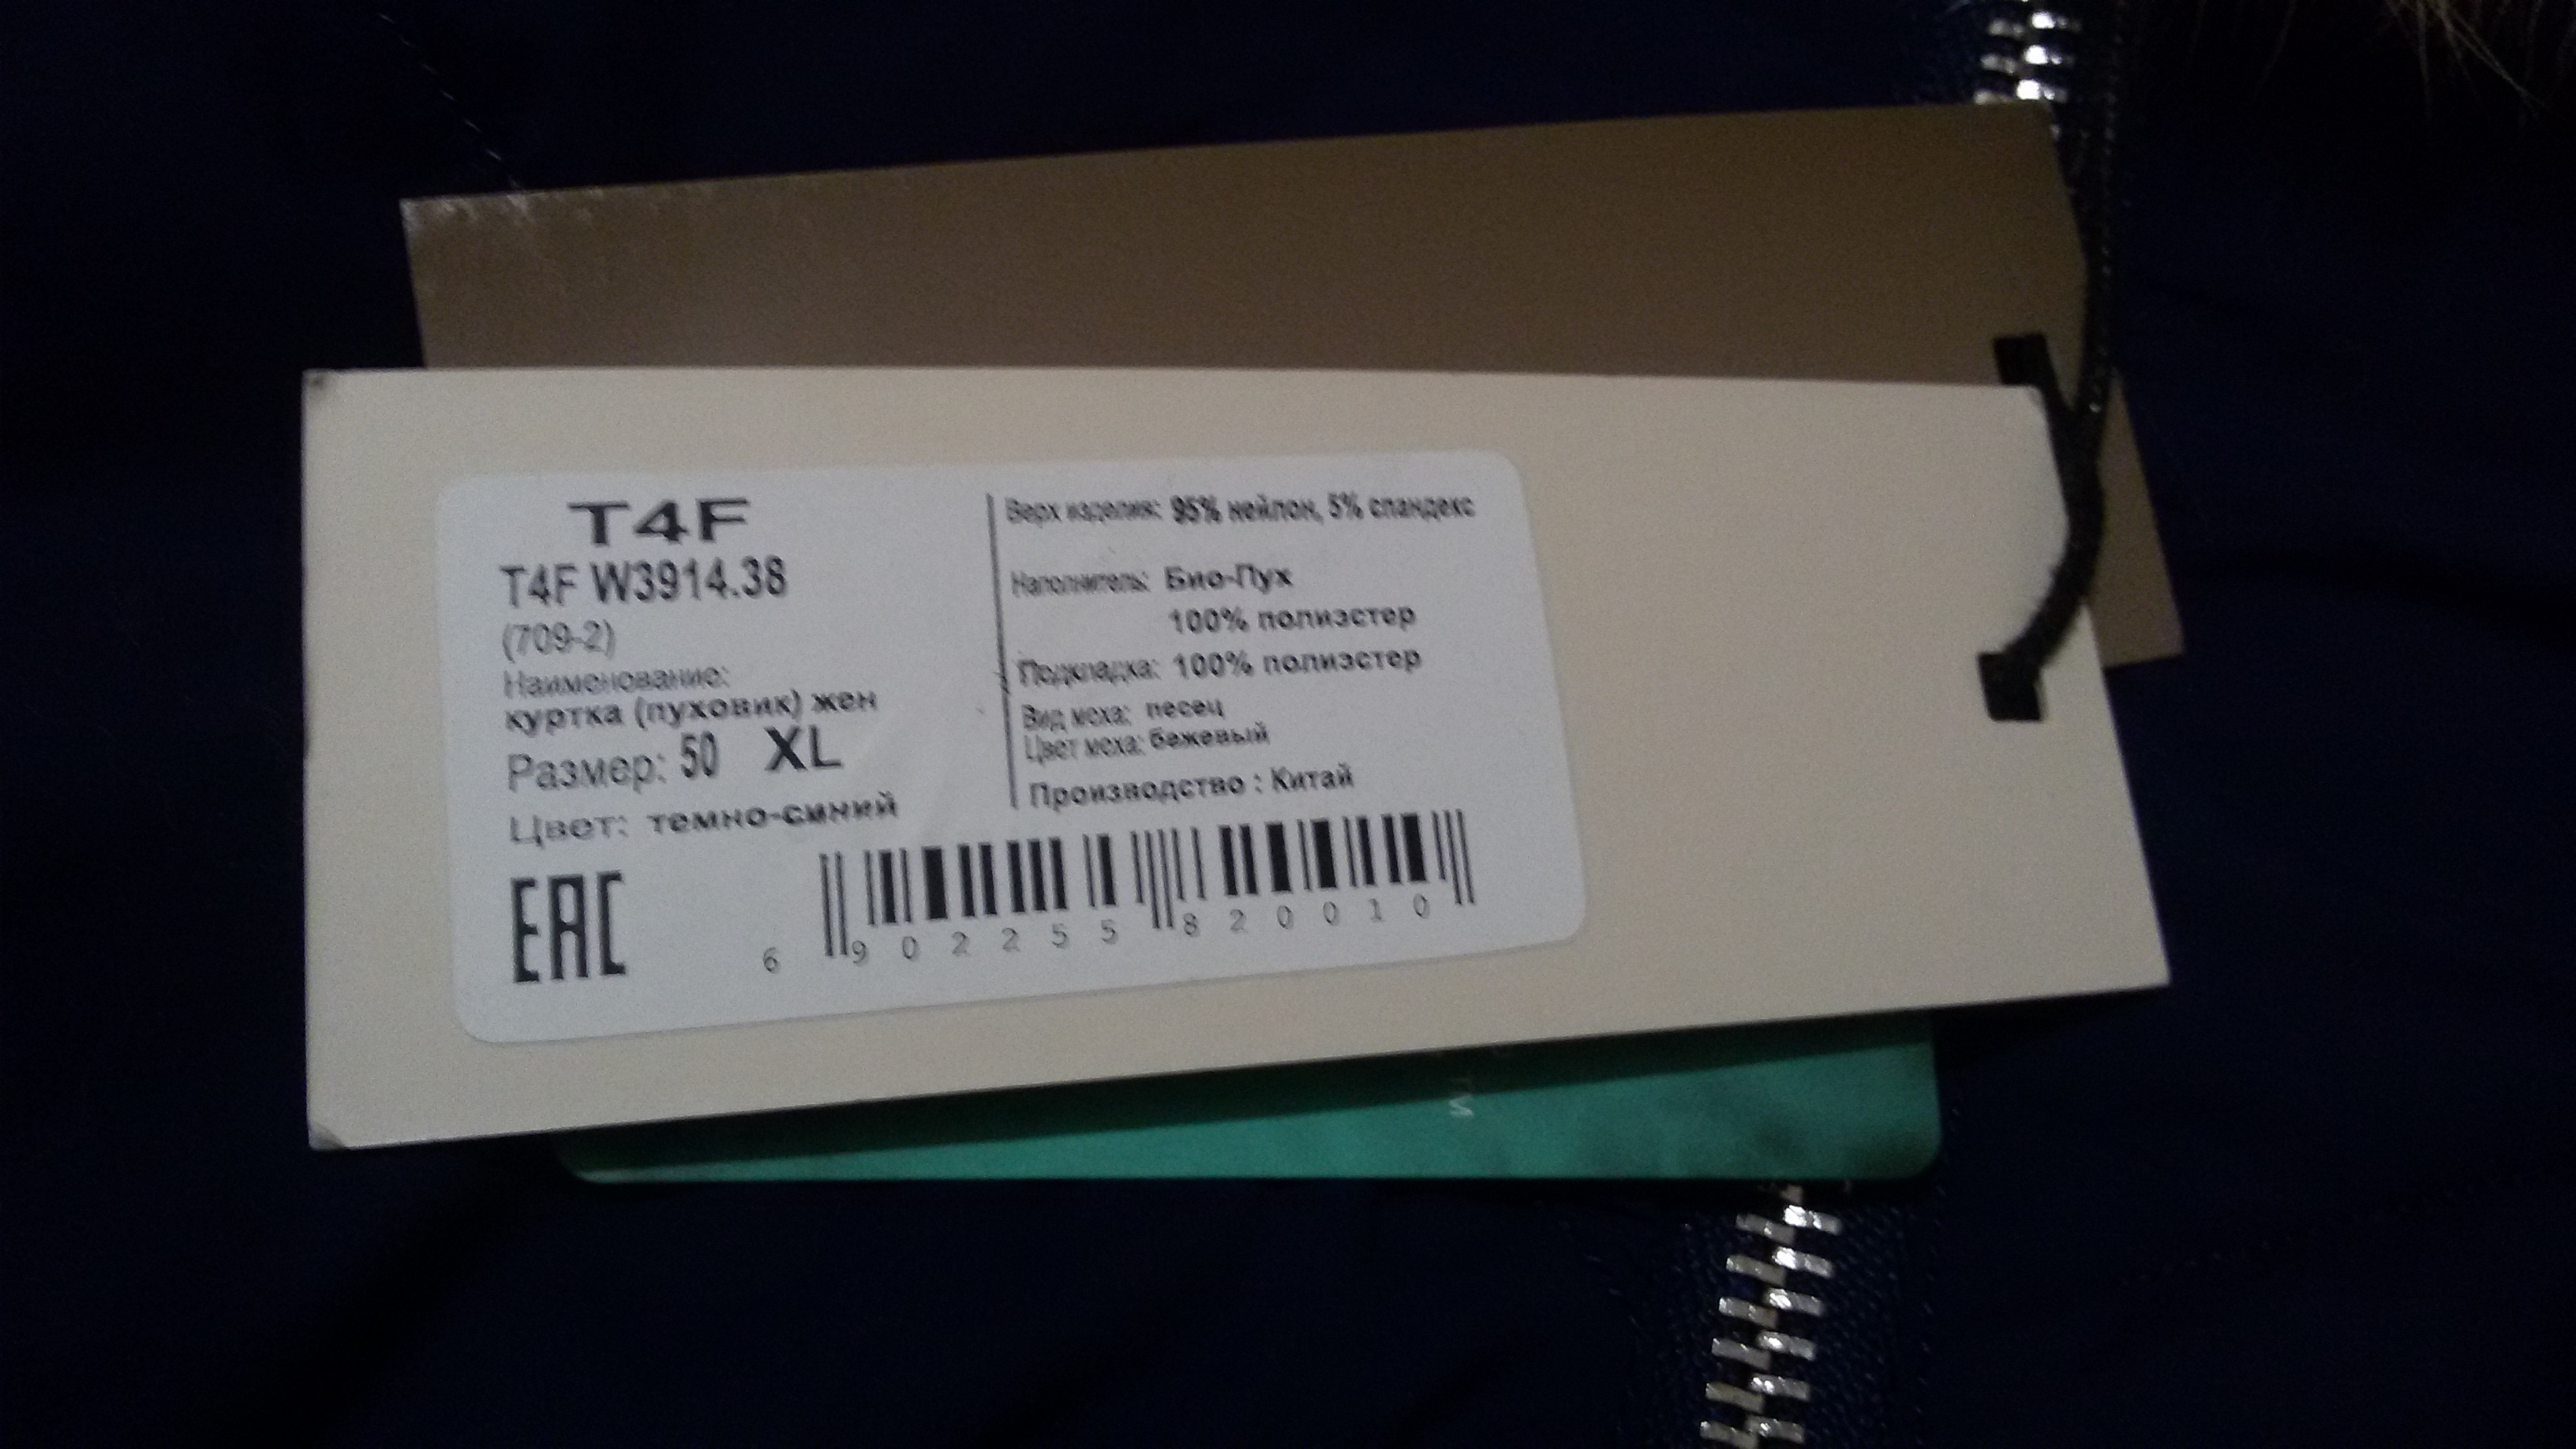 T4F
T4F W3914.38
(709-2)
Наименование:
куртка (пуховик) жен
Размер: 50 XL
Цвет: темно-синий
EAC
Верх изделия: 95% нейлон, 5% спандекс
Наполнитель: Био-Пух
100% полиэстер
Подкладка: 100% полиэстер
Вид меха: песец
Цвет меха: бежевый
Производство : Китай
6 902255 820010